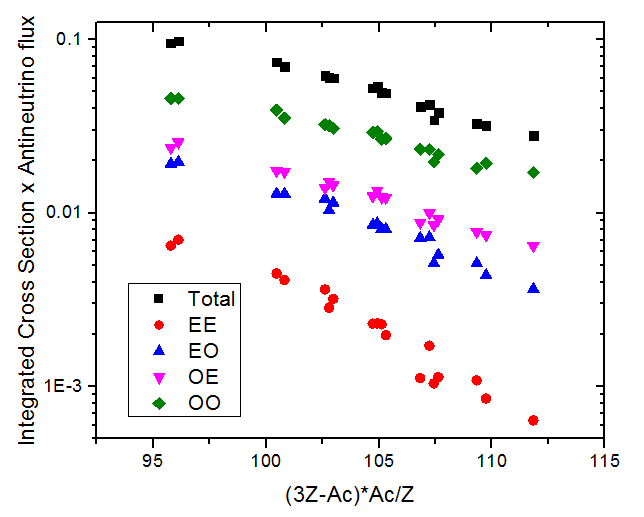 Integrated Cross Section x Antineutrino flux
0.1
0.01
1E-3
Total
EE
EO
OE
OO
95
100
105
110
115
(3Z-Ac)*Ac/Z